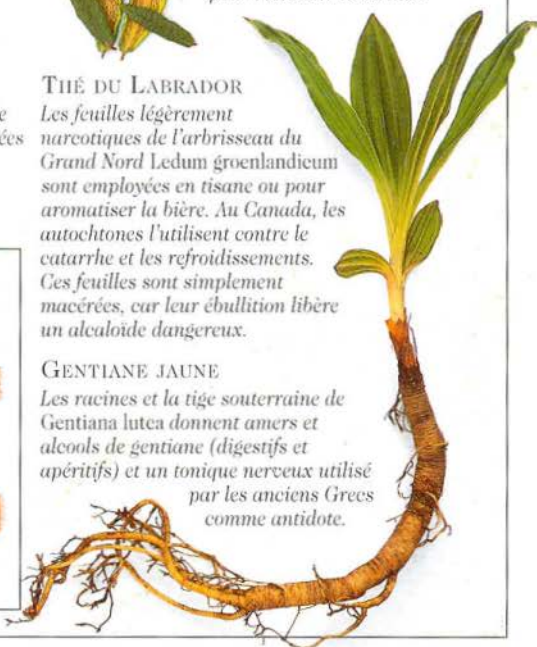 THÉ DU LABRADOR
Les feuilles légèrement
narcotiques de l'arbrisseau du
Grand Nord Ledum groenlandicum
sont employées en tisane ou pour
aromatiser la bière. Au Canada, les
autochtones l'utilisent contre le
catarrhe et les refroidissements.
Ces feuilles sont simplement
macérées, car leur ébullition libère
un alcaloïde dangereux.
GENTIANE JAUNE
Les racines et la tige souterraine de
Gentiana lutea donnent amers et
alcools de gentiane (digestifs et
apéritifs) et un tonique nerveux utilisé
par les anciens Grecs
comme antidote.